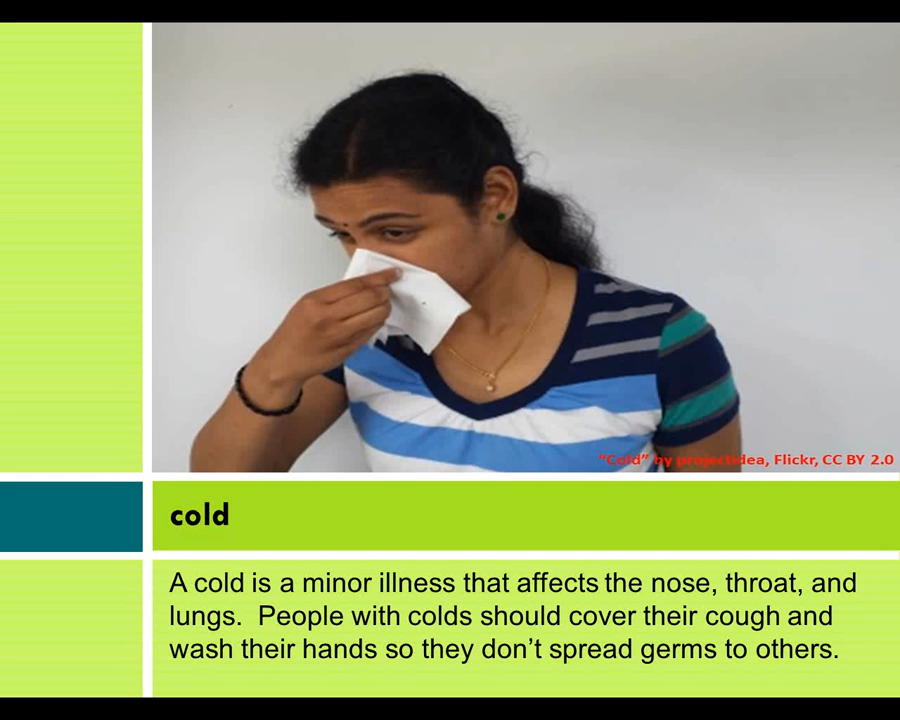 "Cold" by projectidea, Flickr, CC BY 2.0
cold
A cold is a minor illness that affects the nose, throat, and
lungs.  People with colds should cover their cough and
wash their hands so they don't spread germs to others.